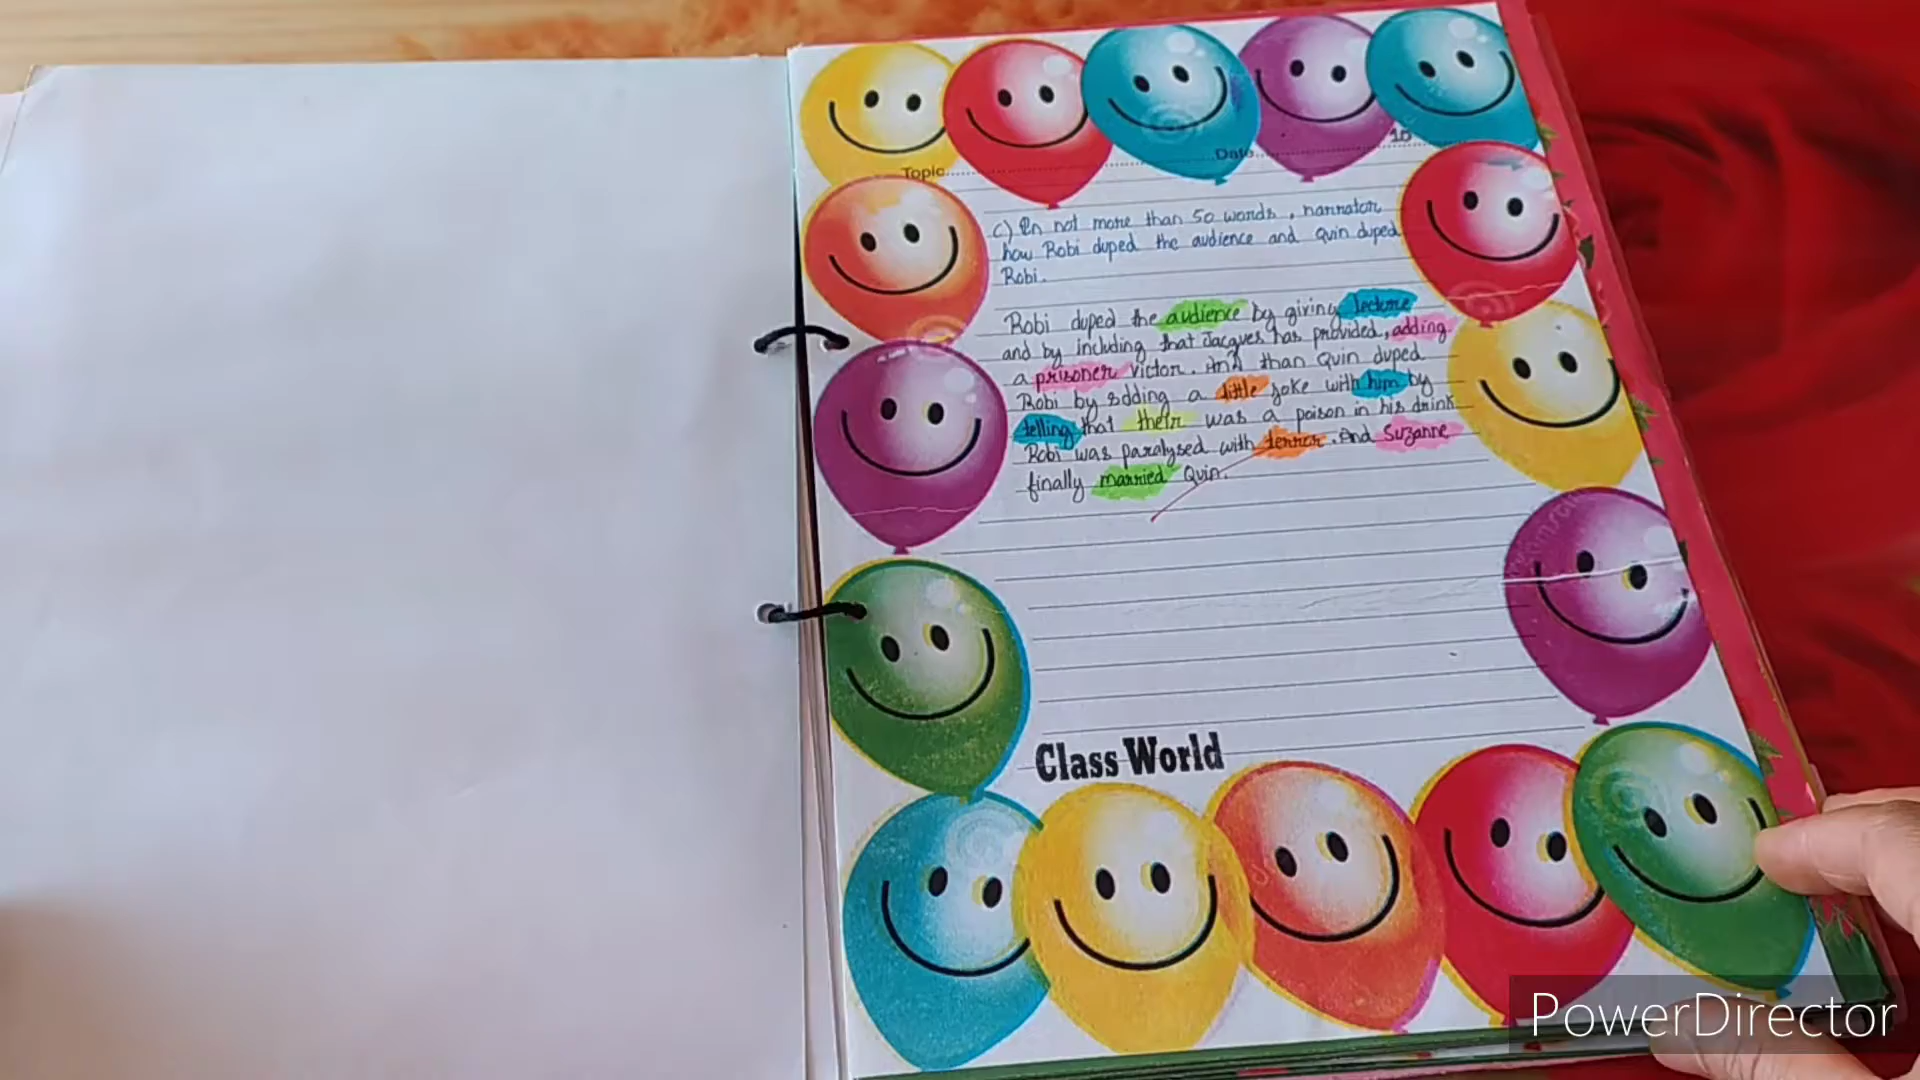 16
Topic.......... Date..........
c) In not more than 50 words, narrator
how Robi duped the audience and Quin duped
Robi.
Robi duped the audience by giving lecture
and by including that Jacques has provided, adding
a prisoner victor. And than Quin duped
Robi by sdding a little joke with him by
telling that their was a poison in his drink
Robi was paralysed with terror. And Suzanne
finally married Quin.
Class World
PowerDirector